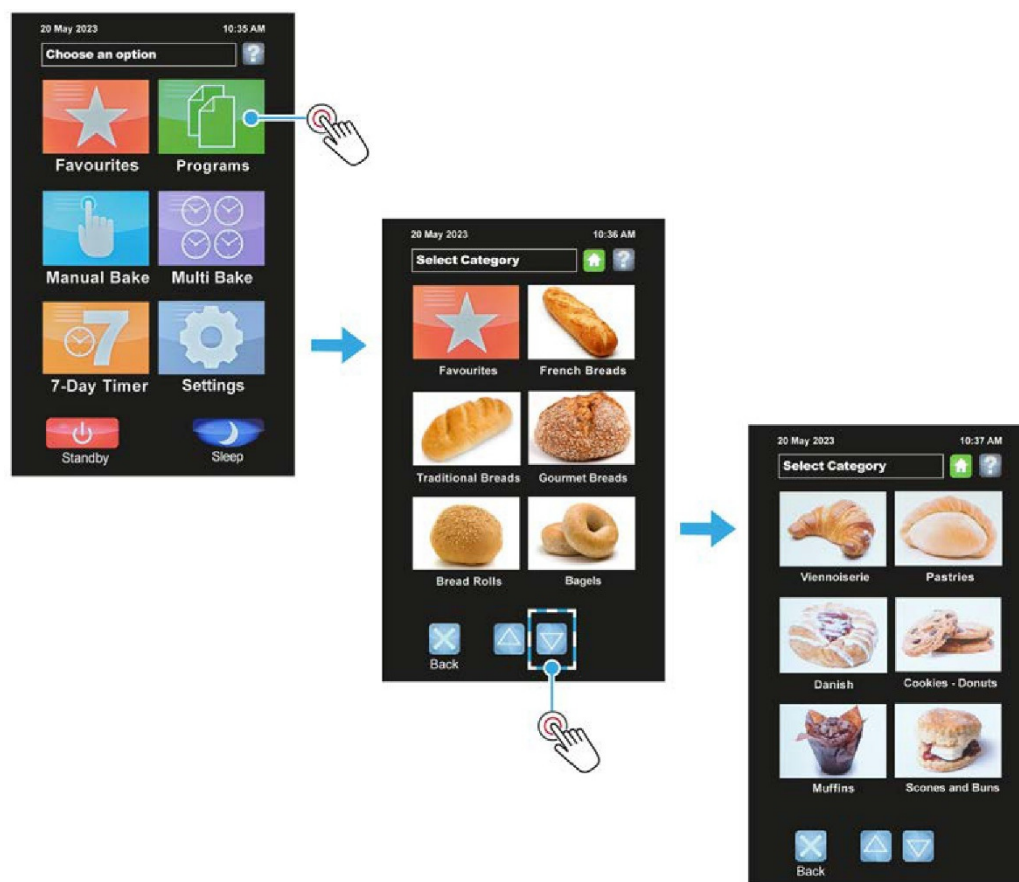 20 May 2023 10:35 AM
Choose an option ?
Favourites Programs
Manual Bake Multi Bake
7
7-Day Timer Settings
Standby Sleep
20 May 2023 10:36 AM
Select Category ?
Favourites French Breads
Traditional Breads Gourmet Breads
Bread Rolls Bagels
Back
20 May 2023 10:37 AM
Select Category ?
Viennoiserie Pastries
Danish Cookies - Donuts
Muffins Scones and Buns
Back